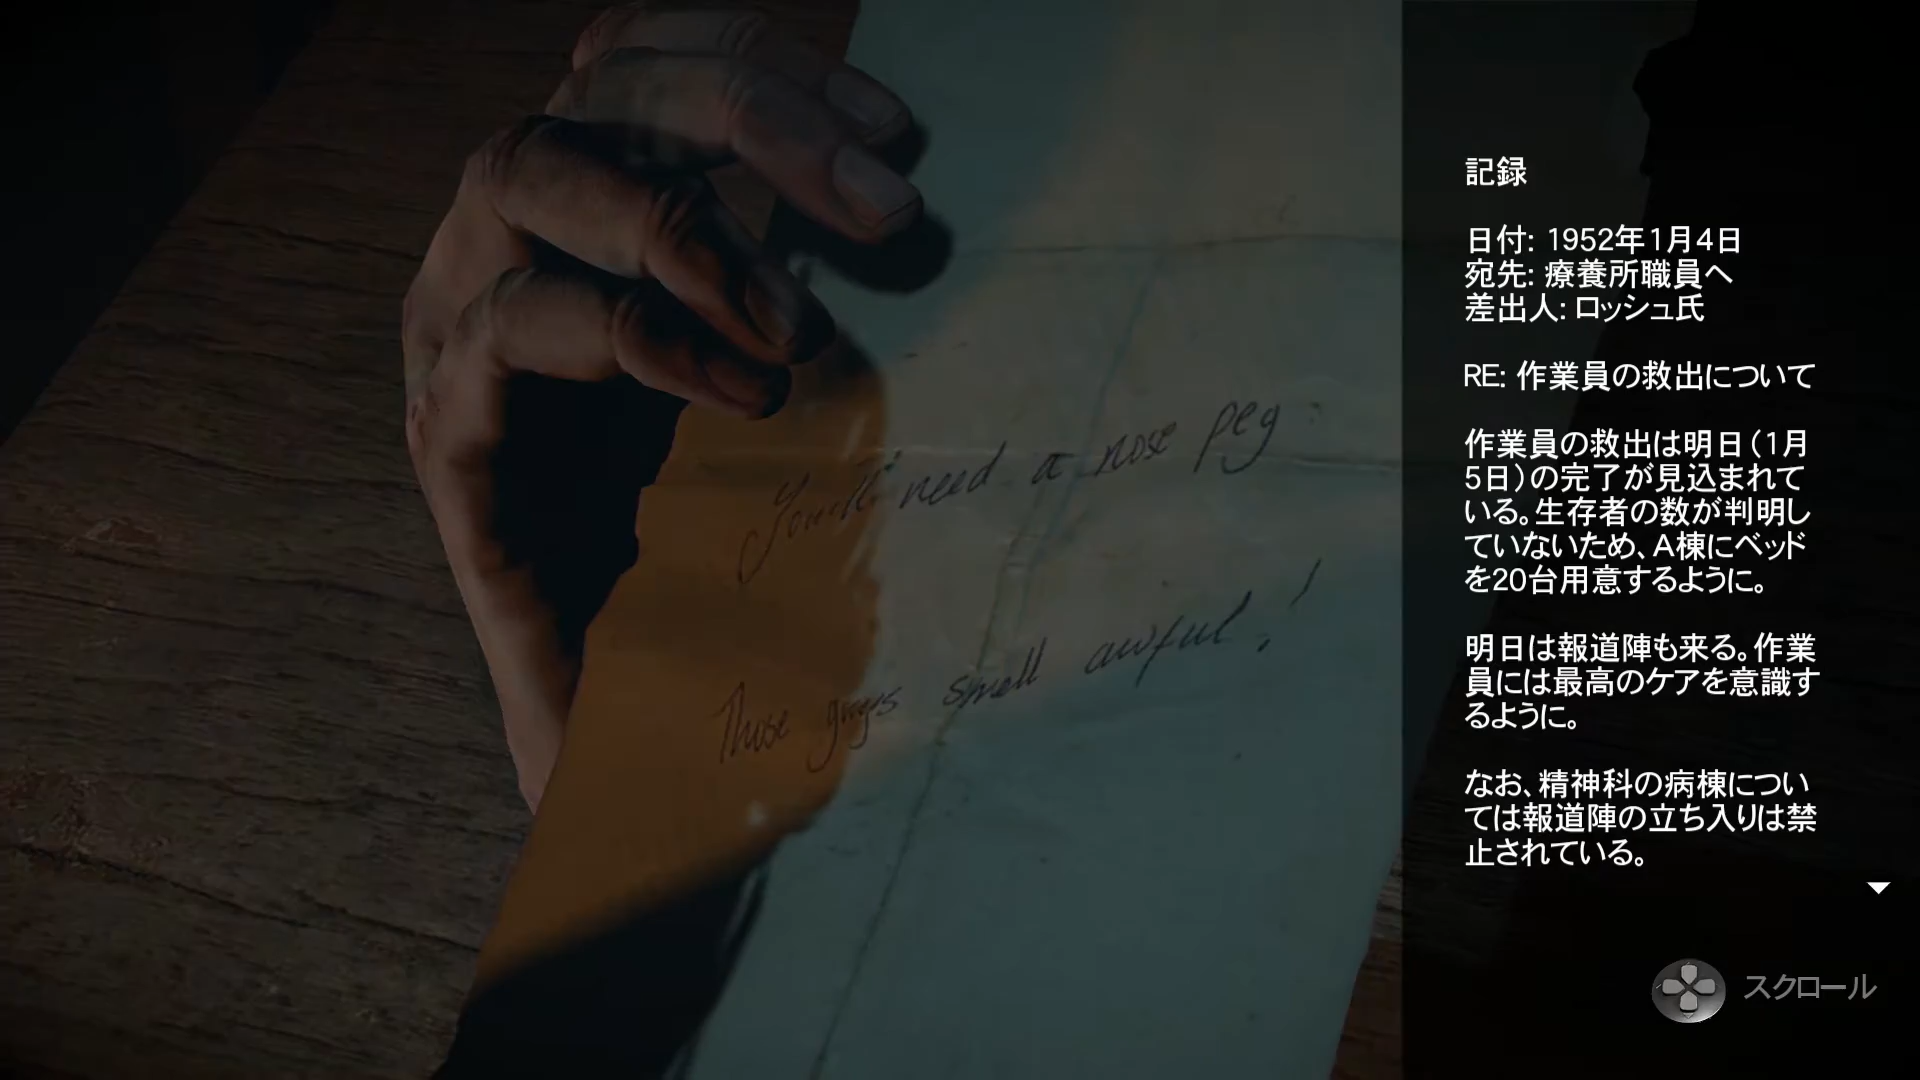 You'll need a nose peg
Those guys smell awful!
記録
日付: 1952年1月4日
宛先: 療養所職員へ
差出人: ロッシュ氏
RE: 作業員の救出について
作業員の救出は明日(1月
5日)の完了が見込まれて
いる。生存者の数が判明し
ていないため、A棟にベッド
を20台用意するように。
明日は報道陣も来る。作業
員には最高のケアを意識す
るように。
なお、精神科の病棟につい
ては報道陣の立ち入りは禁
止されている。
スクロール